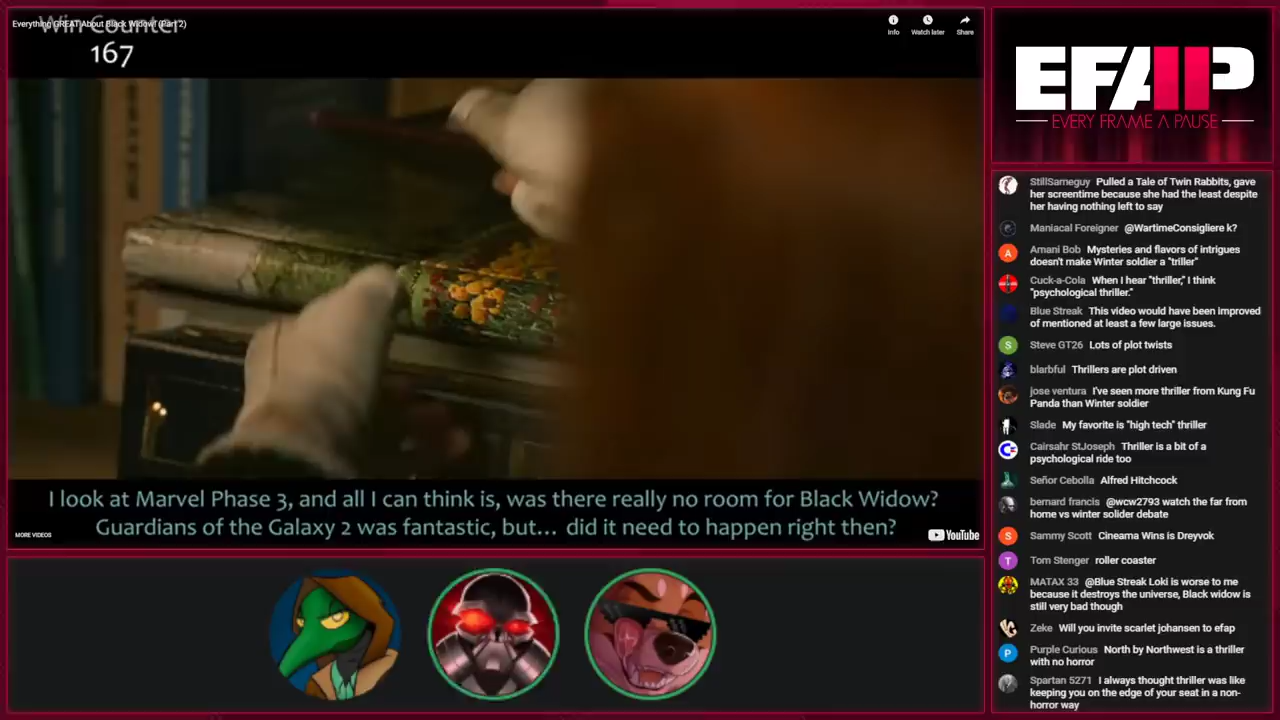 Everything GREAT About Black Widow! (Part 2)
Win Counter
167
Info
Watch later
Share
I look at Marvel Phase 3, and all I can think is, was there really no room for Black Widow?
Guardians of the Galaxy 2 was fantastic, but... did it need to happen right then?
MORE VIDEOS
YouTube
EFAP
EVERY FRAME A PAUSE
StillSameguy Pulled a Tale of Twin Rabbits, gave
her screentime because she had the least despite
her having nothing left to say
Maniacal Foreigner @WartimeConsigliere k?
Amani Bob Mysteries and flavors of intrigues
doesn't make Winter soldier a "triller"
Cuck-a-Cola When I hear "thriller," I think
"psychological thriller."
Blue Streak This video would have been improved
of mentioned at least a few large issues.
Steve GT26 Lots of plot twists
blarbful Thrillers are plot driven
jose ventura I've seen more thriller from Kung Fu
Panda than Winter soldier
Slade My favorite is "high tech" thriller
Cairsahr StJoseph Thriller is a bit of a
psychological ride too
Señor Cebolla Alfred Hitchcock
bernard francis @wcw2793 watch the far from
home vs winter solider debate
Sammy Scott Cineama Wins is Dreyvok
Tom Stenger roller coaster
MATAX 33 @Blue Streak Loki is worse to me
because it destroys the universe, Black widow is
still very bad though
Zeke Will you invite scarlet johansen to efap
Purple Curious North by Northwest is a thriller
with no horror
Spartan 5271 I always thought thriller was like
keeping you on the edge of your seat in a non-
horror way